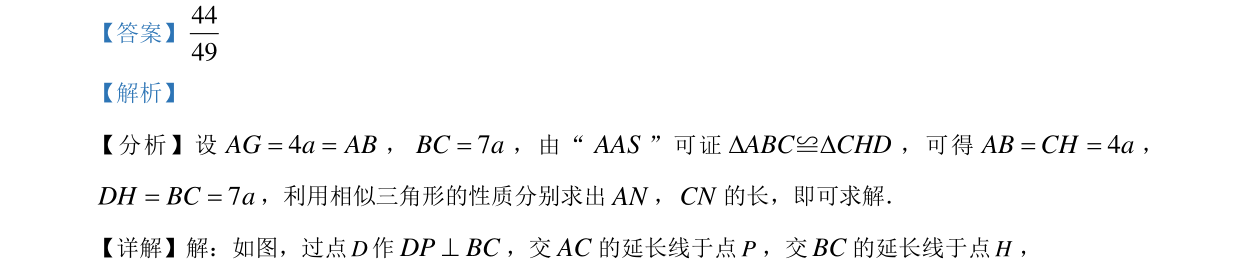 【答案】44/49
【解析】
【分析】设 AG = 4a = AB ， BC = 7a ，由“ AAS ”可证 ΔABC≌ΔCHD ，可得 AB = CH = 4a ，
DH = BC = 7a ，利用相似三角形的性质分别求出 AN ， CN 的长，即可求解．
【详解】解：如图，过点 D 作 DP ⊥ BC ，交 AC 的延长线于点 P ，交 BC 的延长线于点 H ，